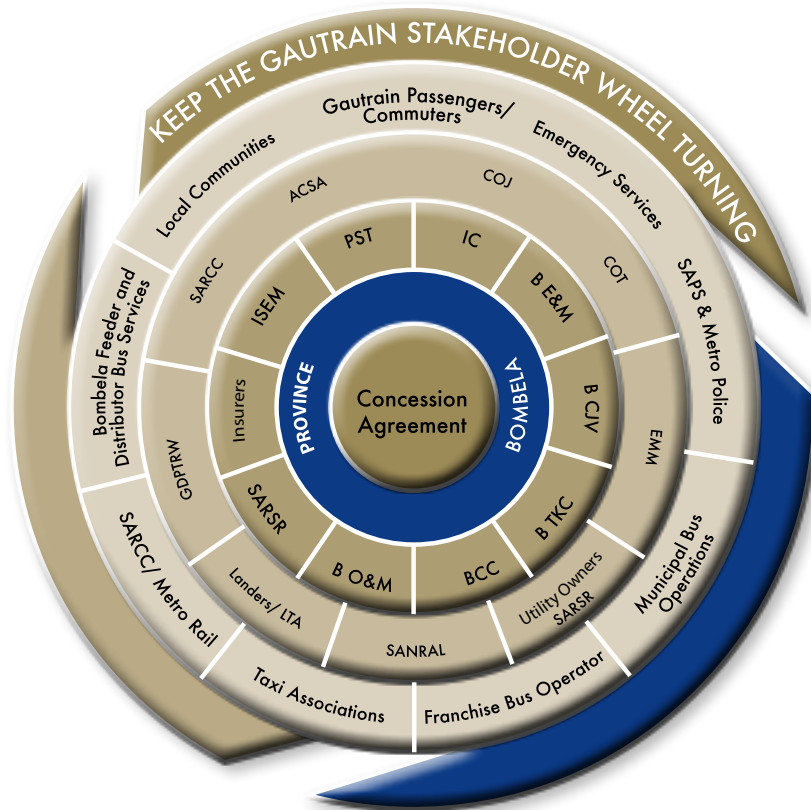 KEEP THE GAUTRAIN STAKEHOLDER WHEEL TURNING
Local Communities
Gautrain Passengers/
Commuters
Emergency Services
SAPS & Metro Police
Municipal Bus
Operations
Franchise Bus Operator
Taxi Associations
SARCC/ Metro Rail
Bombela Feeder and
Distributor Bus Services
SARCC
ACSA
COJ
COT
EMM
Utility Owners
SARSR
SANRAL
Landers/ LTA
GDPTRW
PST
IC
B E&M
B CJV
B TKC
BCC
B O&M
SARSR
Insurers
ISEM
PROVINCE
BOMBELA
Concession
Agreement